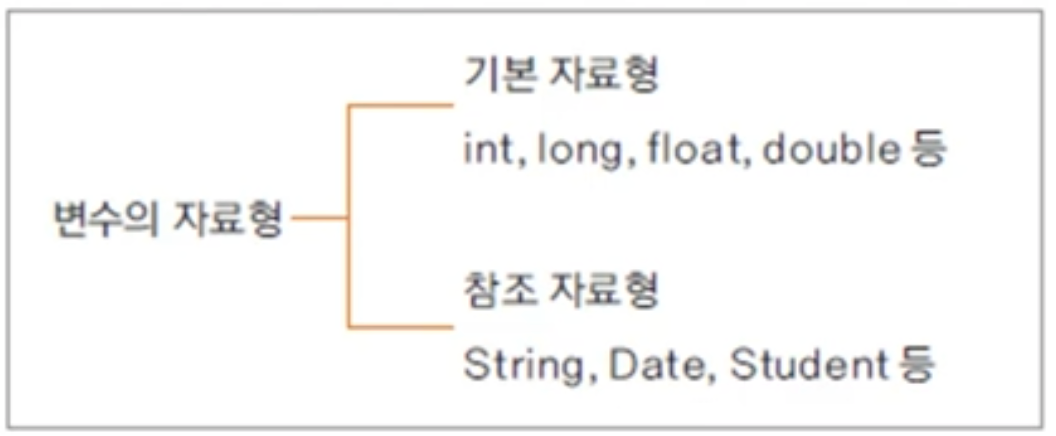 기본 자료형
int, long, float, double 등
변수의 자료형
참조 자료형
String, Date, Student 등